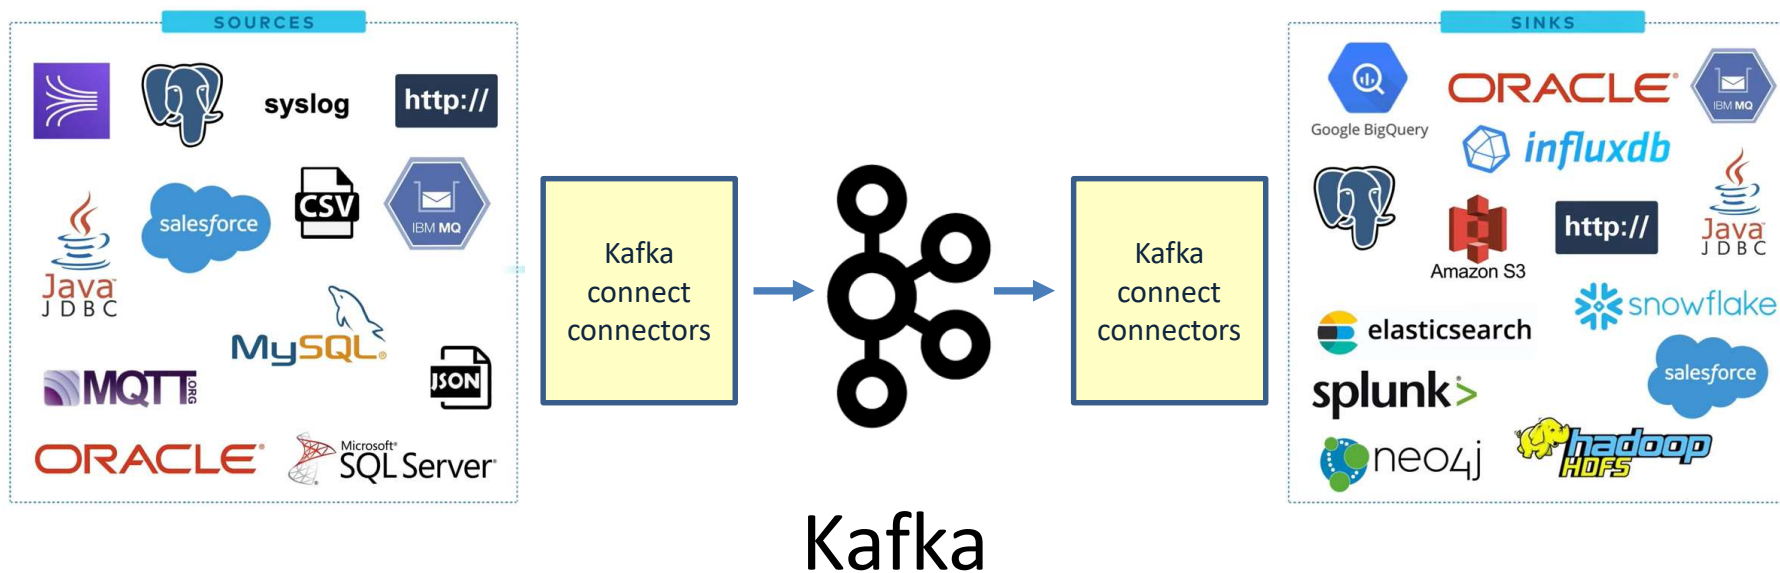 SOURCES
syslog
http://
salesforce
CSV
IBM MQ
Java™
JDBC
MySQL®
MQTT.ORG
JSON
ORACLE®
Microsoft®
SQL Server®
Kafka
connect
connectors
Kafka
connect
connectors
SINKS
Google BigQuery
ORACLE®
IBM MQ
influxdb
Amazon S3
http://
Java™
JDBC
elasticsearch
snowflake
splunk>
salesforce
neo4j
hadoop
HDFS
Kafka